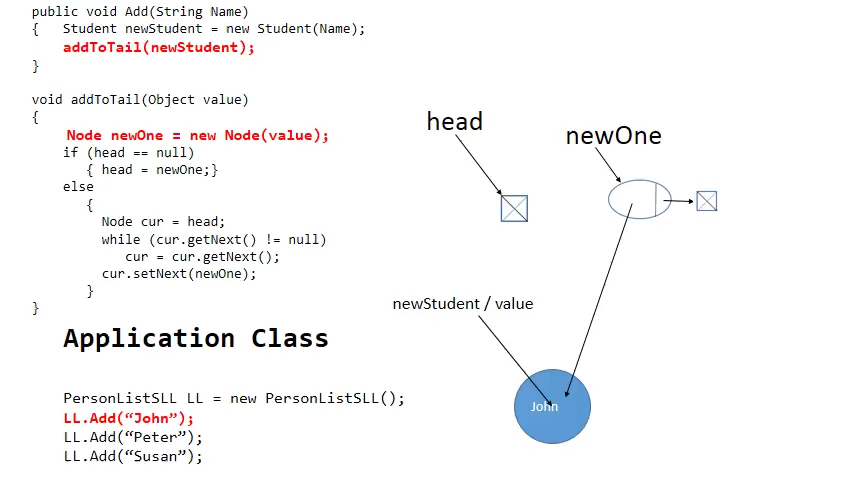 public void Add(String Name)
{   Student newStudent = new Student(Name);
    addToTail(newStudent);
}
void addToTail(Object value)
{
    Node newOne = new Node(value);
    if (head == null)
       { head = newOne;}
    else
       {
         Node cur = head;
         while (cur.getNext() != null)
            cur = cur.getNext();
         cur.setNext(newOne);
       }
}
Application Class
PersonListSLL LL = new PersonListSLL();
LL.Add(“John”);
LL.Add(“Peter”);
LL.Add(“Susan”);
head
newOne
newStudent / value
John